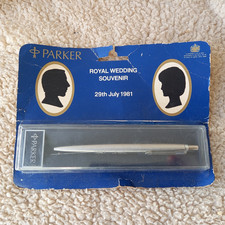 PARKER
ROYAL WEDDING
SOUVENIR
29th July 1981
PARKER